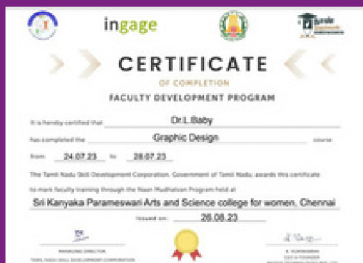 ingage
CERTIFICATE
OF COMPLETION
FACULTY DEVELOPMENT PROGRAM
It is hereby certified that Dr.L.Baby
has completed the Graphic Design course
from 24.07.23 to 28.07.23
The Tamil Nadu Skill Development Corporation, Government of Tamil Nadu, awards this certificate
to mark faculty training through the Naan Mudhalvan Program held at
Sri Kanyaka Parameswari Arts and Science college for women, Chennai
Issued on: 26.08.23
MANAGING DIRECTOR
TAMIL NADU SKILL DEVELOPMENT CORPORATION